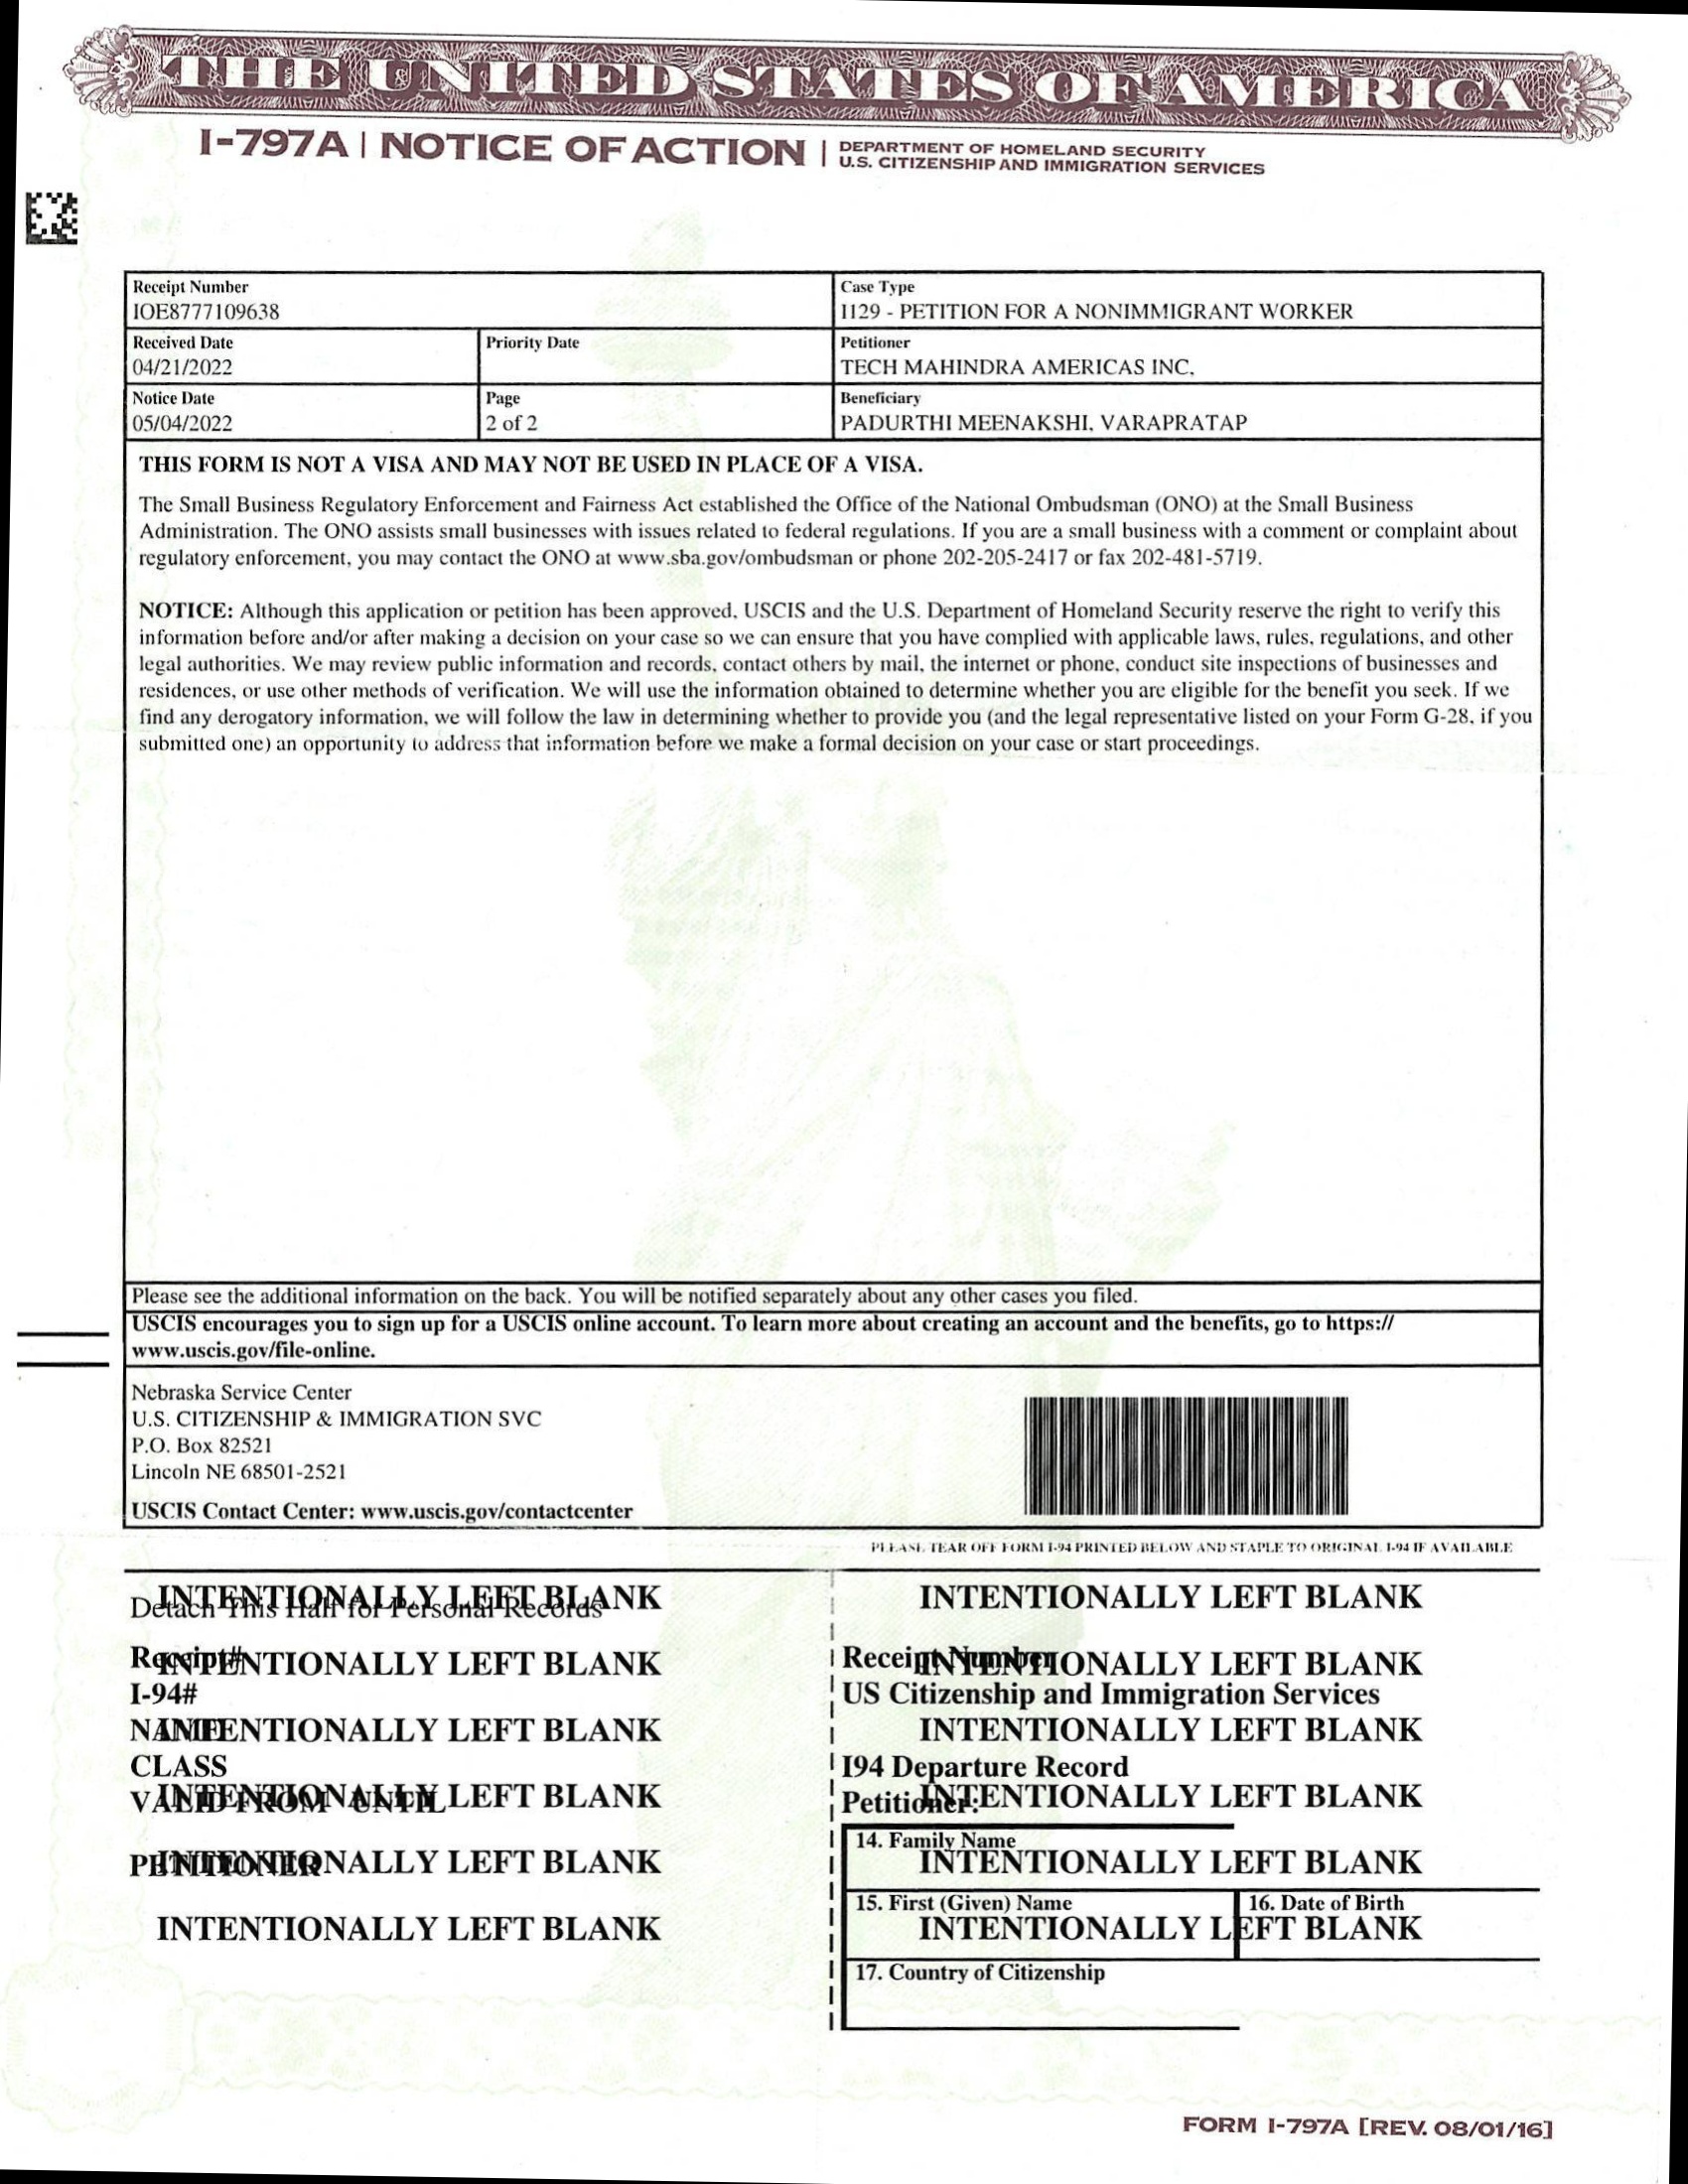 THE UNITED STATES OF AMERICA
I-797A | NOTICE OF ACTION | DEPARTMENT OF HOMELAND SECURITY
U.S. CITIZENSHIP AND IMMIGRATION SERVICES
Receipt Number
IOE8777109638
Case Type
I129 - PETITION FOR A NONIMMIGRANT WORKER
Received Date
04/21/2022
Priority Date
Petitioner
TECH MAHINDRA AMERICAS INC.
Notice Date
05/04/2022
Page
2 of 2
Beneficiary
PADURTHI MEENAKSHI, VARAPRATAP
THIS FORM IS NOT A VISA AND MAY NOT BE USED IN PLACE OF A VISA.
The Small Business Regulatory Enforcement and Fairness Act established the Office of the National Ombudsman (ONO) at the Small Business
Administration. The ONO assists small businesses with issues related to federal regulations. If you are a small business with a comment or complaint about
regulatory enforcement, you may contact the ONO at www.sba.gov/ombudsman or phone 202-205-2417 or fax 202-481-5719.
NOTICE: Although this application or petition has been approved, USCIS and the U.S. Department of Homeland Security reserve the right to verify this
information before and/or after making a decision on your case so we can ensure that you have complied with applicable laws, rules, regulations, and other
legal authorities. We may review public information and records, contact others by mail, the internet or phone, conduct site inspections of businesses and
residences, or use other methods of verification. We will use the information obtained to determine whether you are eligible for the benefit you seek. If we
find any derogatory information, we will follow the law in determining whether to provide you (and the legal representative listed on your Form G-28, if you
submitted one) an opportunity to address that information before we make a formal decision on your case or start proceedings.
Please see the additional information on the back. You will be notified separately about any other cases you filed.
USCIS encourages you to sign up for a USCIS online account. To learn more about creating an account and the benefits, go to https://
www.uscis.gov/file-online.
Nebraska Service Center
U.S. CITIZENSHIP & IMMIGRATION SVC
P.O. Box 82521
Lincoln NE 68501-2521
USCIS Contact Center: www.uscis.gov/contactcenter
PLEASE TEAR OFF FORM I-94 PRINTED BELOW AND STAPLE TO ORIGINAL I-94 IF AVAILABLE
INTENTIONALLY LEFT BLANK
Detach This Half for Personal Records
Receipt#
INTENTIONALLY LEFT BLANK
I-94#
NAME
INTENTIONALLY LEFT BLANK
CLASS
INTENTIONALLY LEFT BLANK
VALID FROM UNTIL
PETITIONER
INTENTIONALLY LEFT BLANK
INTENTIONALLY LEFT BLANK
INTENTIONALLY LEFT BLANK
Receipt Number
INTENTIONALLY LEFT BLANK
US Citizenship and Immigration Services
INTENTIONALLY LEFT BLANK
I94 Departure Record
INTENTIONALLY LEFT BLANK
Petitioner:
14. Family Name
INTENTIONALLY LEFT BLANK
15. First (Given) Name
16. Date of Birth
INTENTIONALLY LEFT BLANK
17. Country of Citizenship
FORM I-797A [REV. 08/01/16]